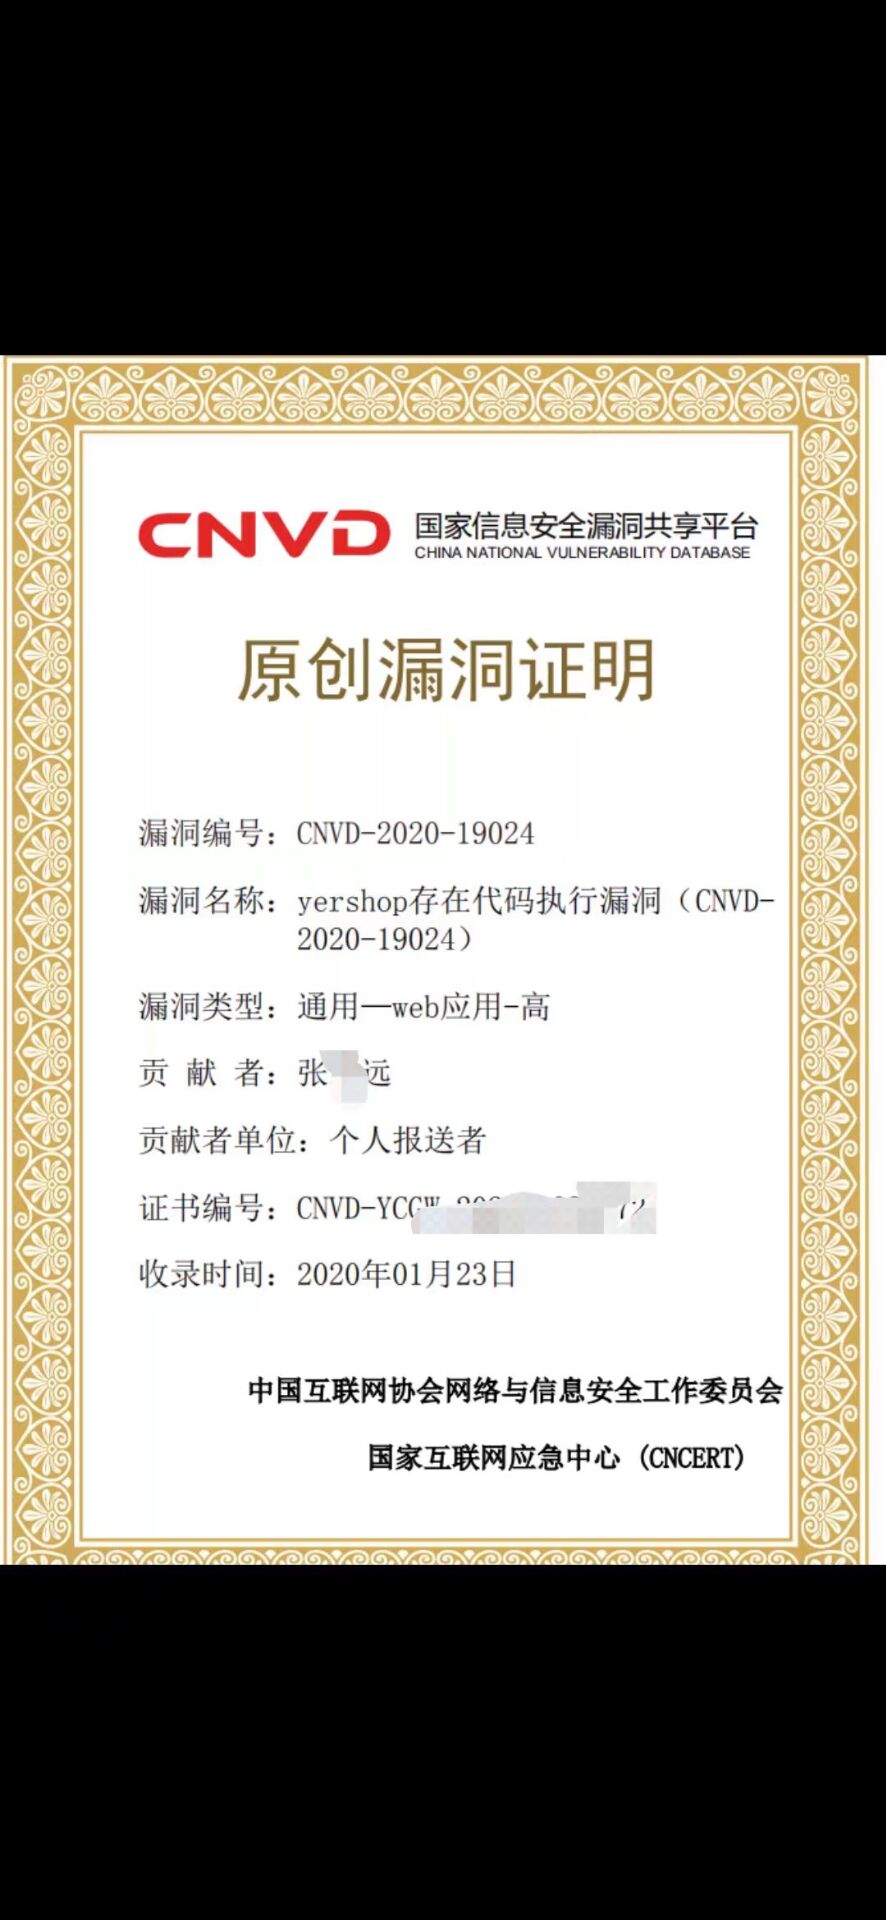 CNVD 国家信息安全漏洞共享平台
CHINA NATIONAL VULNERABILITY DATABASE
原创漏洞证明
漏洞编号：CNVD-2020-19024
漏洞名称：yershop存在代码执行漏洞（CNVD-
2020-19024）
漏洞类型：通用—web应用-高
贡 献 者：张 远
贡献者单位：个人报送者
证书编号：CNVD-YCGW
收录时间：2020年01月23日
中国互联网协会网络与信息安全工作委员会
国家互联网应急中心（CNCERT）